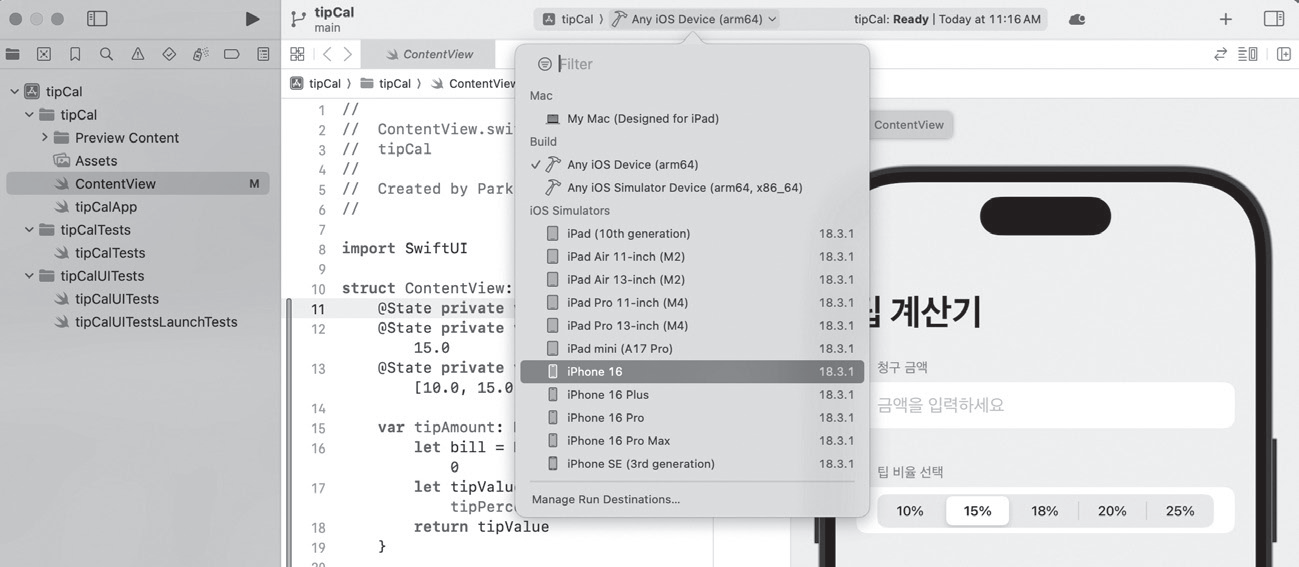 tipCal
main
tipCal 〉 Any iOS Device (arm64)
tipCal: Ready | Today at 11:16 AM
ContentView
tipCal 〉 tipCal 〉 ContentView
tipCal
tipCal
Preview Content
Assets
ContentView M
tipCalApp
tipCalTests
tipCalTests
tipCalUITests
tipCalUITests
tipCalUITestsLaunchTests
1 //
2 // ContentView.swi
3 // tipCal
4 //
5 // Created by Park
6 //
7
8 import SwiftUI
9
10 struct ContentView:
11 @State private
12 @State private
15.0
13 @State private
[10.0, 15.0
14
15 var tipAmount:
16 let bill =
0
17 let tipValu
tipPerc
18 return tipValue
19 }
Filter
Mac
My Mac (Designed for iPad)
Build
✓ Any iOS Device (arm64)
Any iOS Simulator Device (arm64, x86_64)
iOS Simulators
iPad (10th generation) 18.3.1
iPad Air 11-inch (M2) 18.3.1
iPad Air 13-inch (M2) 18.3.1
iPad Pro 11-inch (M4) 18.3.1
iPad Pro 13-inch (M4) 18.3.1
iPad mini (A17 Pro) 18.3.1
iPhone 16 18.3.1
iPhone 16 Plus 18.3.1
iPhone 16 Pro 18.3.1
iPhone 16 Pro Max 18.3.1
iPhone SE (3rd generation) 18.3.1
Manage Run Destinations...
ContentView
팁 계산기
청구 금액
금액을 입력하세요
팁 비율 선택
10% 15% 18% 20% 25%